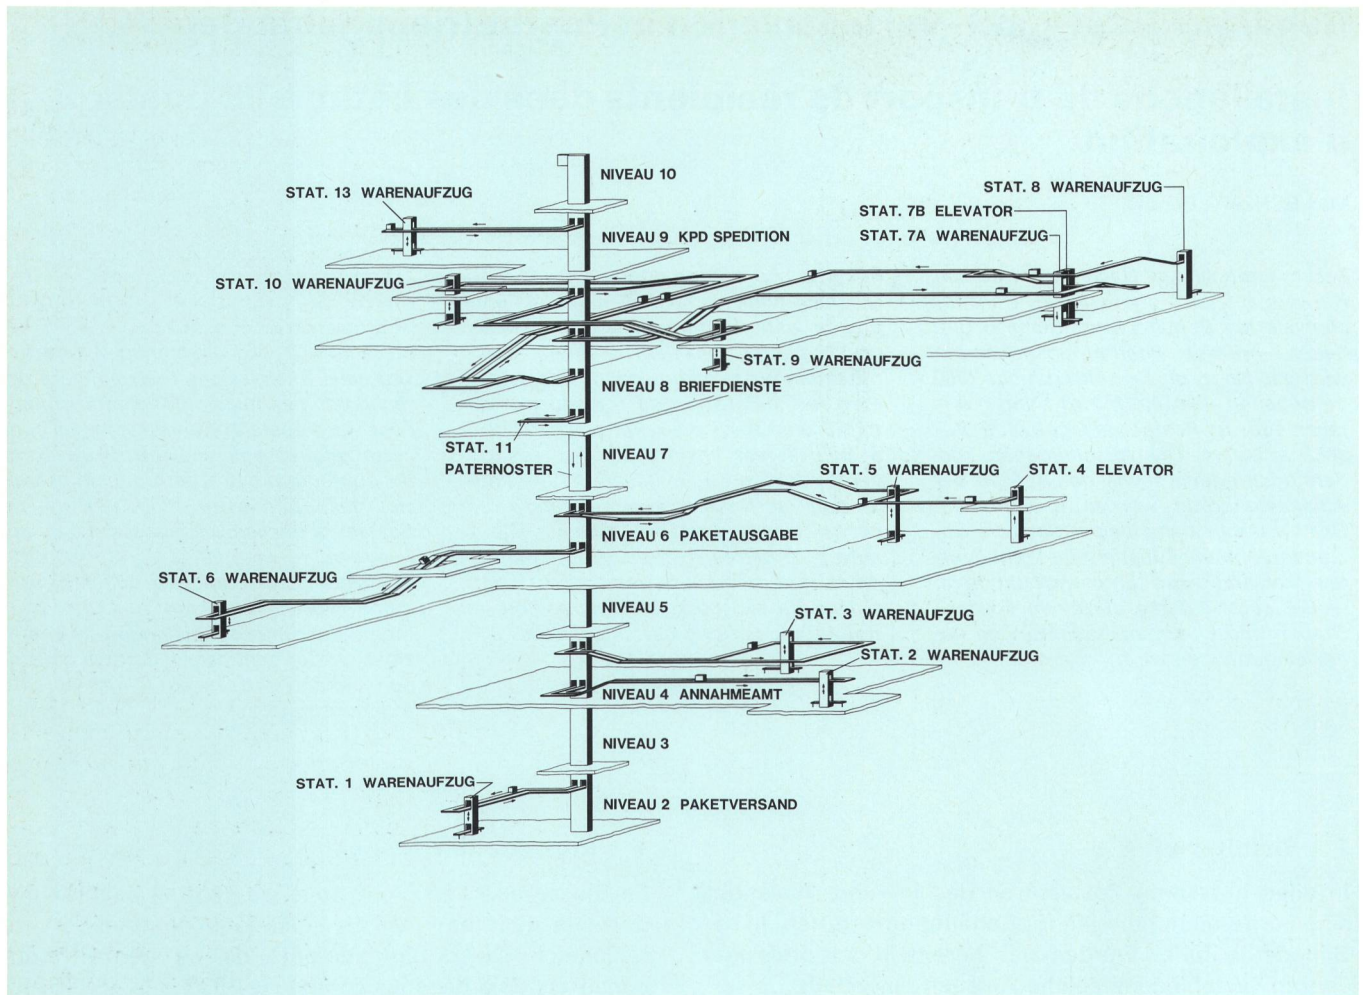 NIVEAU 10
STAT. 13 WARENAUFZUG
STAT. 8 WARENAUFZUG
STAT. 7B ELEVATOR
NIVEAU 9 KPD SPEDITION
STAT. 7A WARENAUFZUG
STAT. 10 WARENAUFZUG
STAT. 9 WARENAUFZUG
NIVEAU 8 BRIEFDIENSTE
STAT. 11
PATERNOSTER
NIVEAU 7
STAT. 5 WARENAUFZUG
STAT. 4 ELEVATOR
NIVEAU 6 PAKETAUSGABE
STAT. 6 WARENAUFZUG
NIVEAU 5
STAT. 3 WARENAUFZUG
STAT. 2 WARENAUFZUG
NIVEAU 4 ANNAHMEAMT
NIVEAU 3
STAT. 1 WARENAUFZUG
NIVEAU 2 PAKETVERSAND